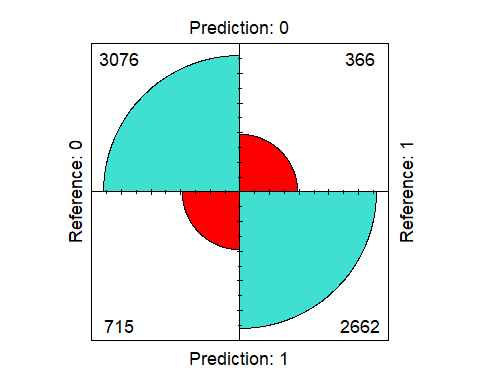 Prediction: 0
3076
366
Reference: 0
Reference: 1
715
2662
Prediction: 1